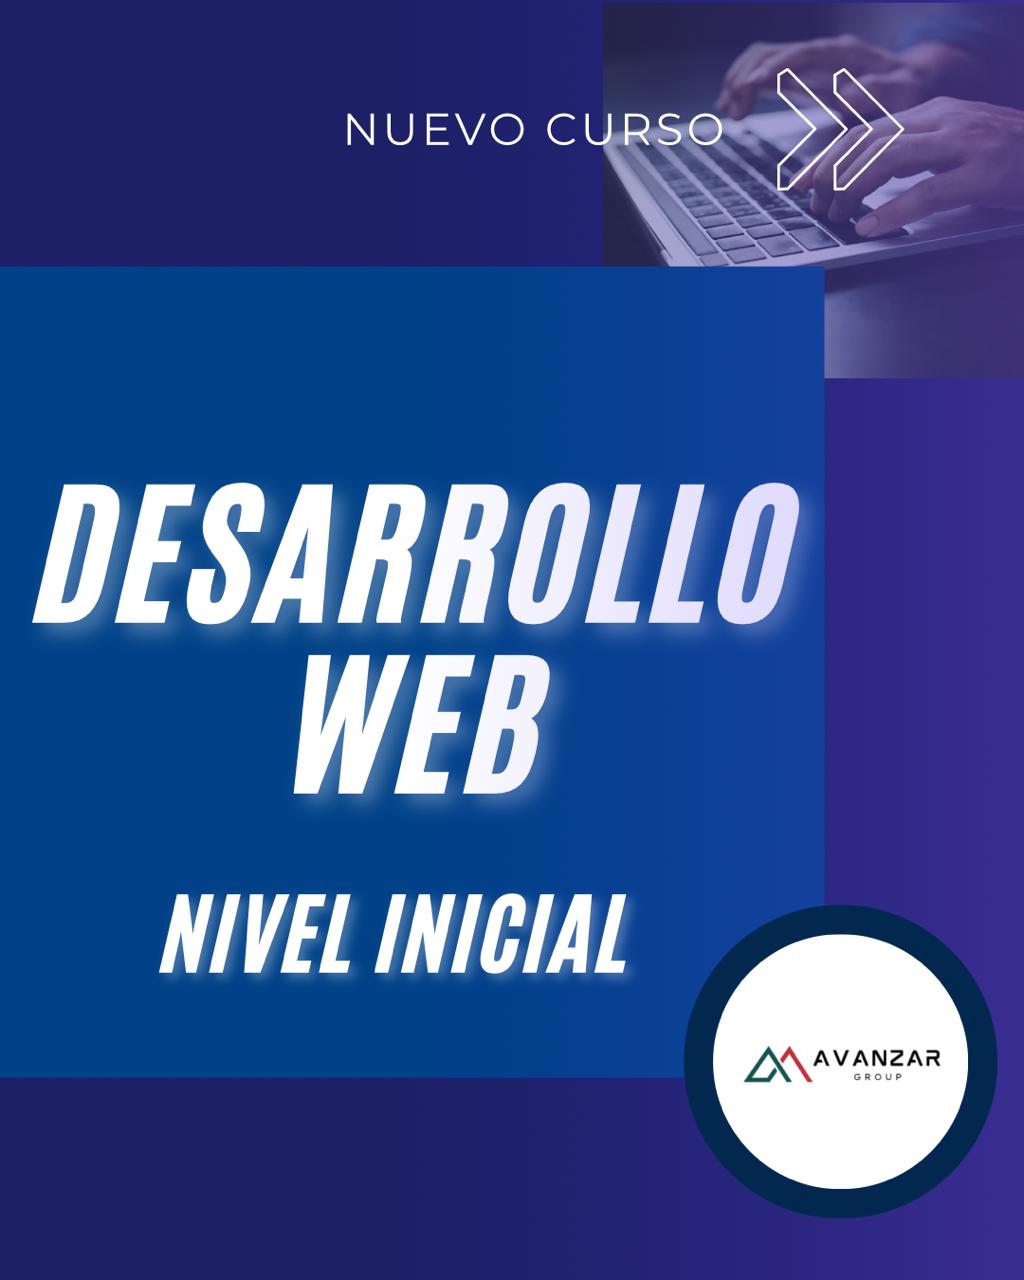 NUEVO CURSO
DESARROLLO
WEB
NIVEL INICIAL
AVANZAR
GROUP